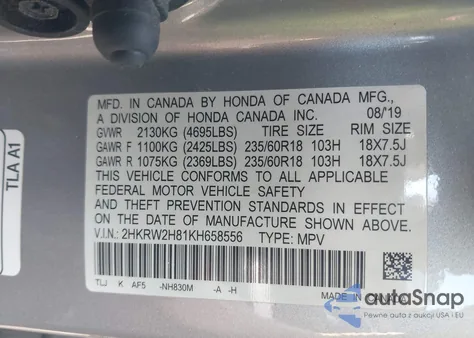 MFD. IN CANADA BY HONDA OF CANADA MFG.,
A DIVISION OF HONDA CANADA INC. 08/'19
GVWR 2130KG (4695LBS) TIRE SIZE RIM SIZE
GAWR F 1100KG (2425LBS) 235/60R18 103H 18X7.5J
GAWR R 1075KG (2369LBS) 235/60R18 103H 18X7.5J
THIS VEHICLE CONFORMS TO ALL APPLICABLE
FEDERAL MOTOR VEHICLE SAFETY
AND THEFT PREVENTION STANDARDS IN EFFECT
ON THE DATE OF MANUFACTURE SHOWN ABOVE.
V.I.N.: 2HKRW2H81KH658556 TYPE: MPV
TLJ K AF5 -NH830M -A -H MADE IN CANADA
TLA A1
autoSnap
Pewne auta z aukcji USA i EU